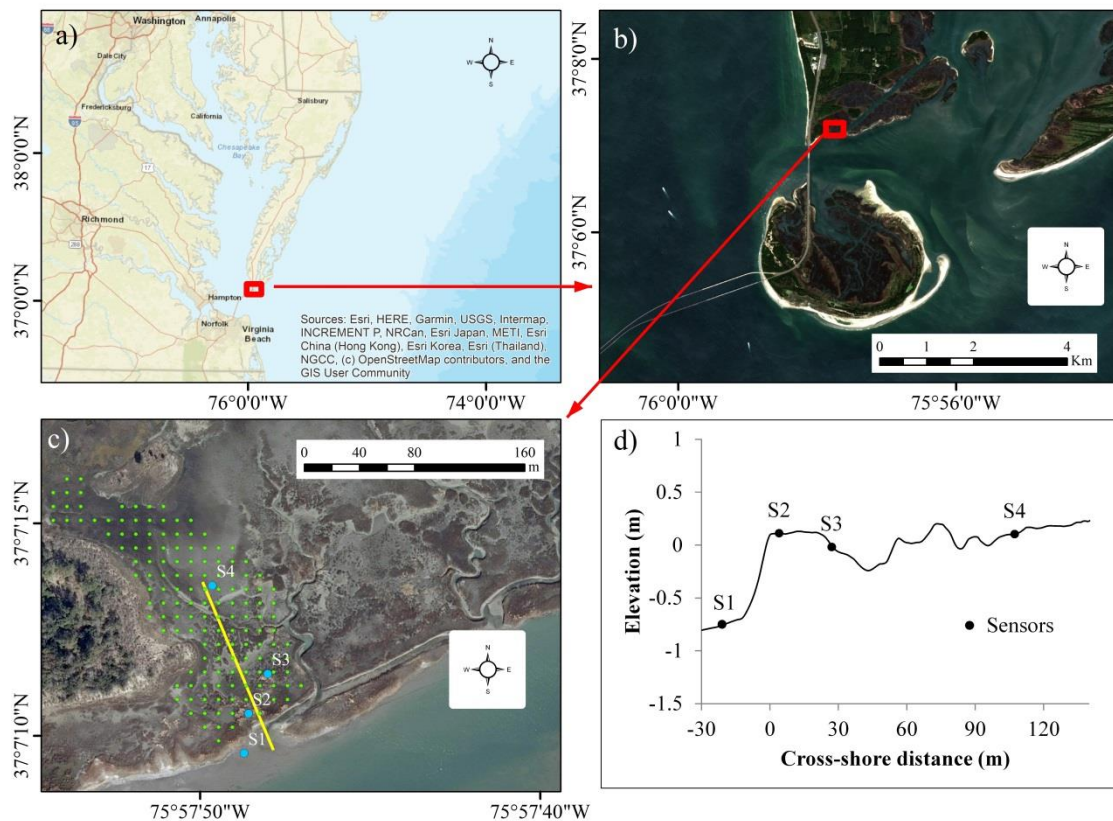 a)
Washington
Annapolis
Dale City
Fredericksburg
California
Salisbury
Chesapeake
Bay
17
Richmond
Hampton
Norfolk
Virginia
Beach
N
W E
S
Sources: Esri, HERE, Garmin, USGS, Intermap,
INCREMENT P, NRCan, Esri Japan, METI, Esri
China (Hong Kong), Esri Korea, Esri (Thailand),
NGCC, (c) OpenStreetMap contributors, and the
GIS User Community
38°0'0"N
37°0'0"N
76°0'0"W
74°0'0"W
b)
37°8'0"N
37°6'0"N
N
W E
S
0 1 2 4
Km
76°0'0"W
75°56'0"W
c)
0 40 80 160
m
37°7'15"N
37°7'10"N
S4
S3
S2
S1
N
W E
S
75°57'50"W
75°57'40"W
d)
Elevation (m)
1
0.5
0
-0.5
-1
-1.5
S1
S2
S3
S4
Sensors
-30 0 30 60 90 120
Cross-shore distance (m)